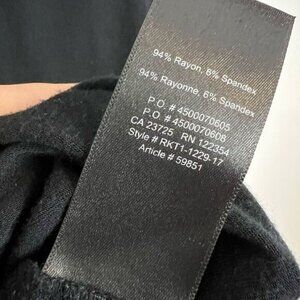 94% Rayon, 6% Spandex
94% Rayonne, 6% Spandex
P.O. # 4500070605
P.O. # 4500070608
CA 23725 RN 122354
Style # RKT1-1229-17
Article # 59851